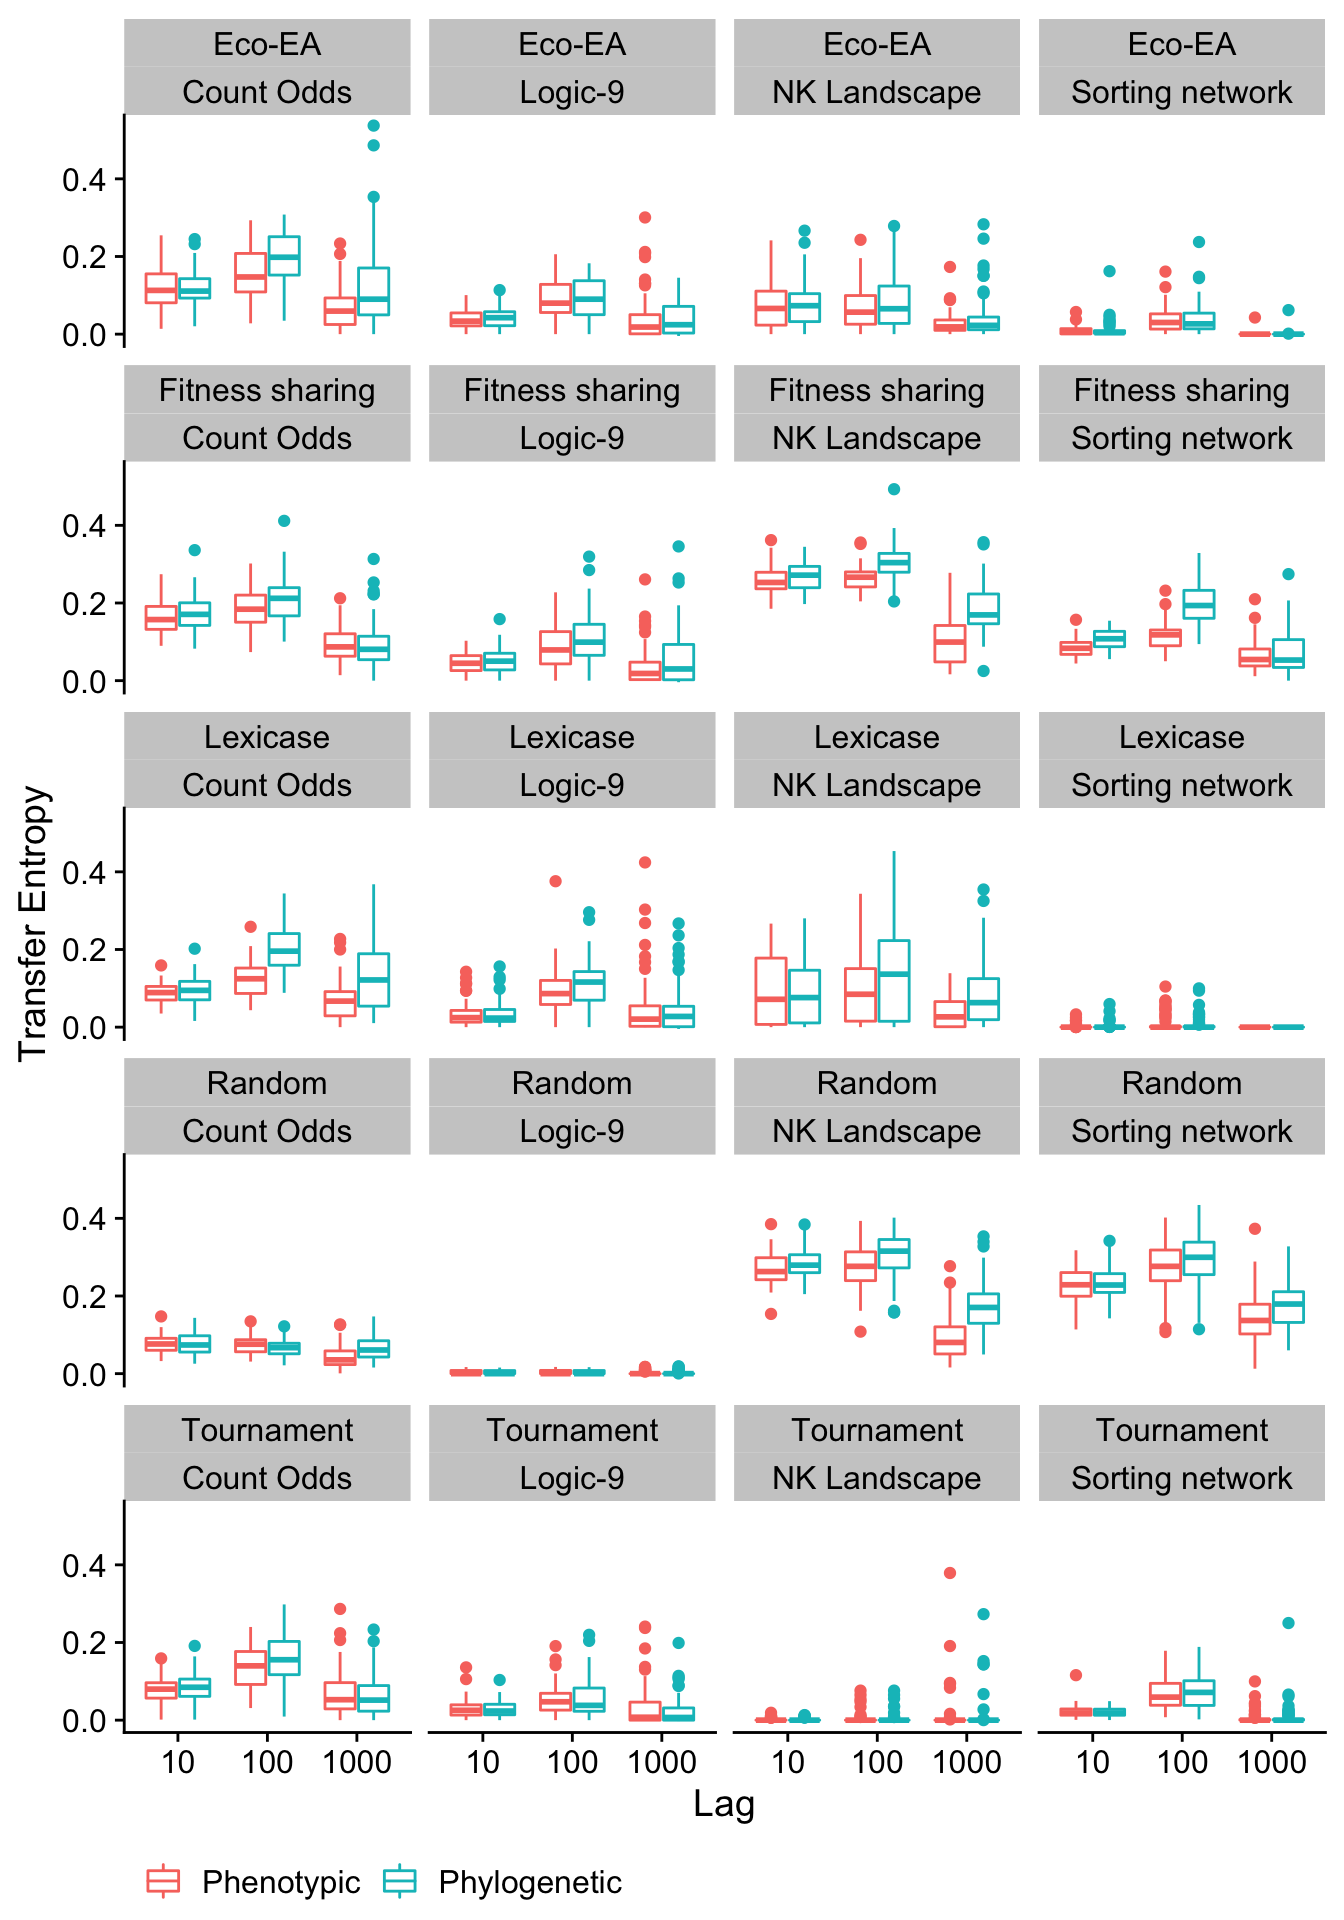 Eco-EA Eco-EA Eco-EA Eco-EA
Count Odds Logic-9 NK Landscape Sorting network
0.4
0.2
0.0
Fitness sharing Fitness sharing Fitness sharing Fitness sharing
Count Odds Logic-9 NK Landscape Sorting network
0.4
0.2
0.0
Lexicase Lexicase Lexicase Lexicase
Count Odds Logic-9 NK Landscape Sorting network
Transfer Entropy
0.4
0.2
0.0
Random Random Random Random
Count Odds Logic-9 NK Landscape Sorting network
0.4
0.2
0.0
Tournament Tournament Tournament Tournament
Count Odds Logic-9 NK Landscape Sorting network
0.4
0.2
0.0
10 100 1000 10 100 1000 10 100 1000 10 100 1000
Lag
Phenotypic Phylogenetic